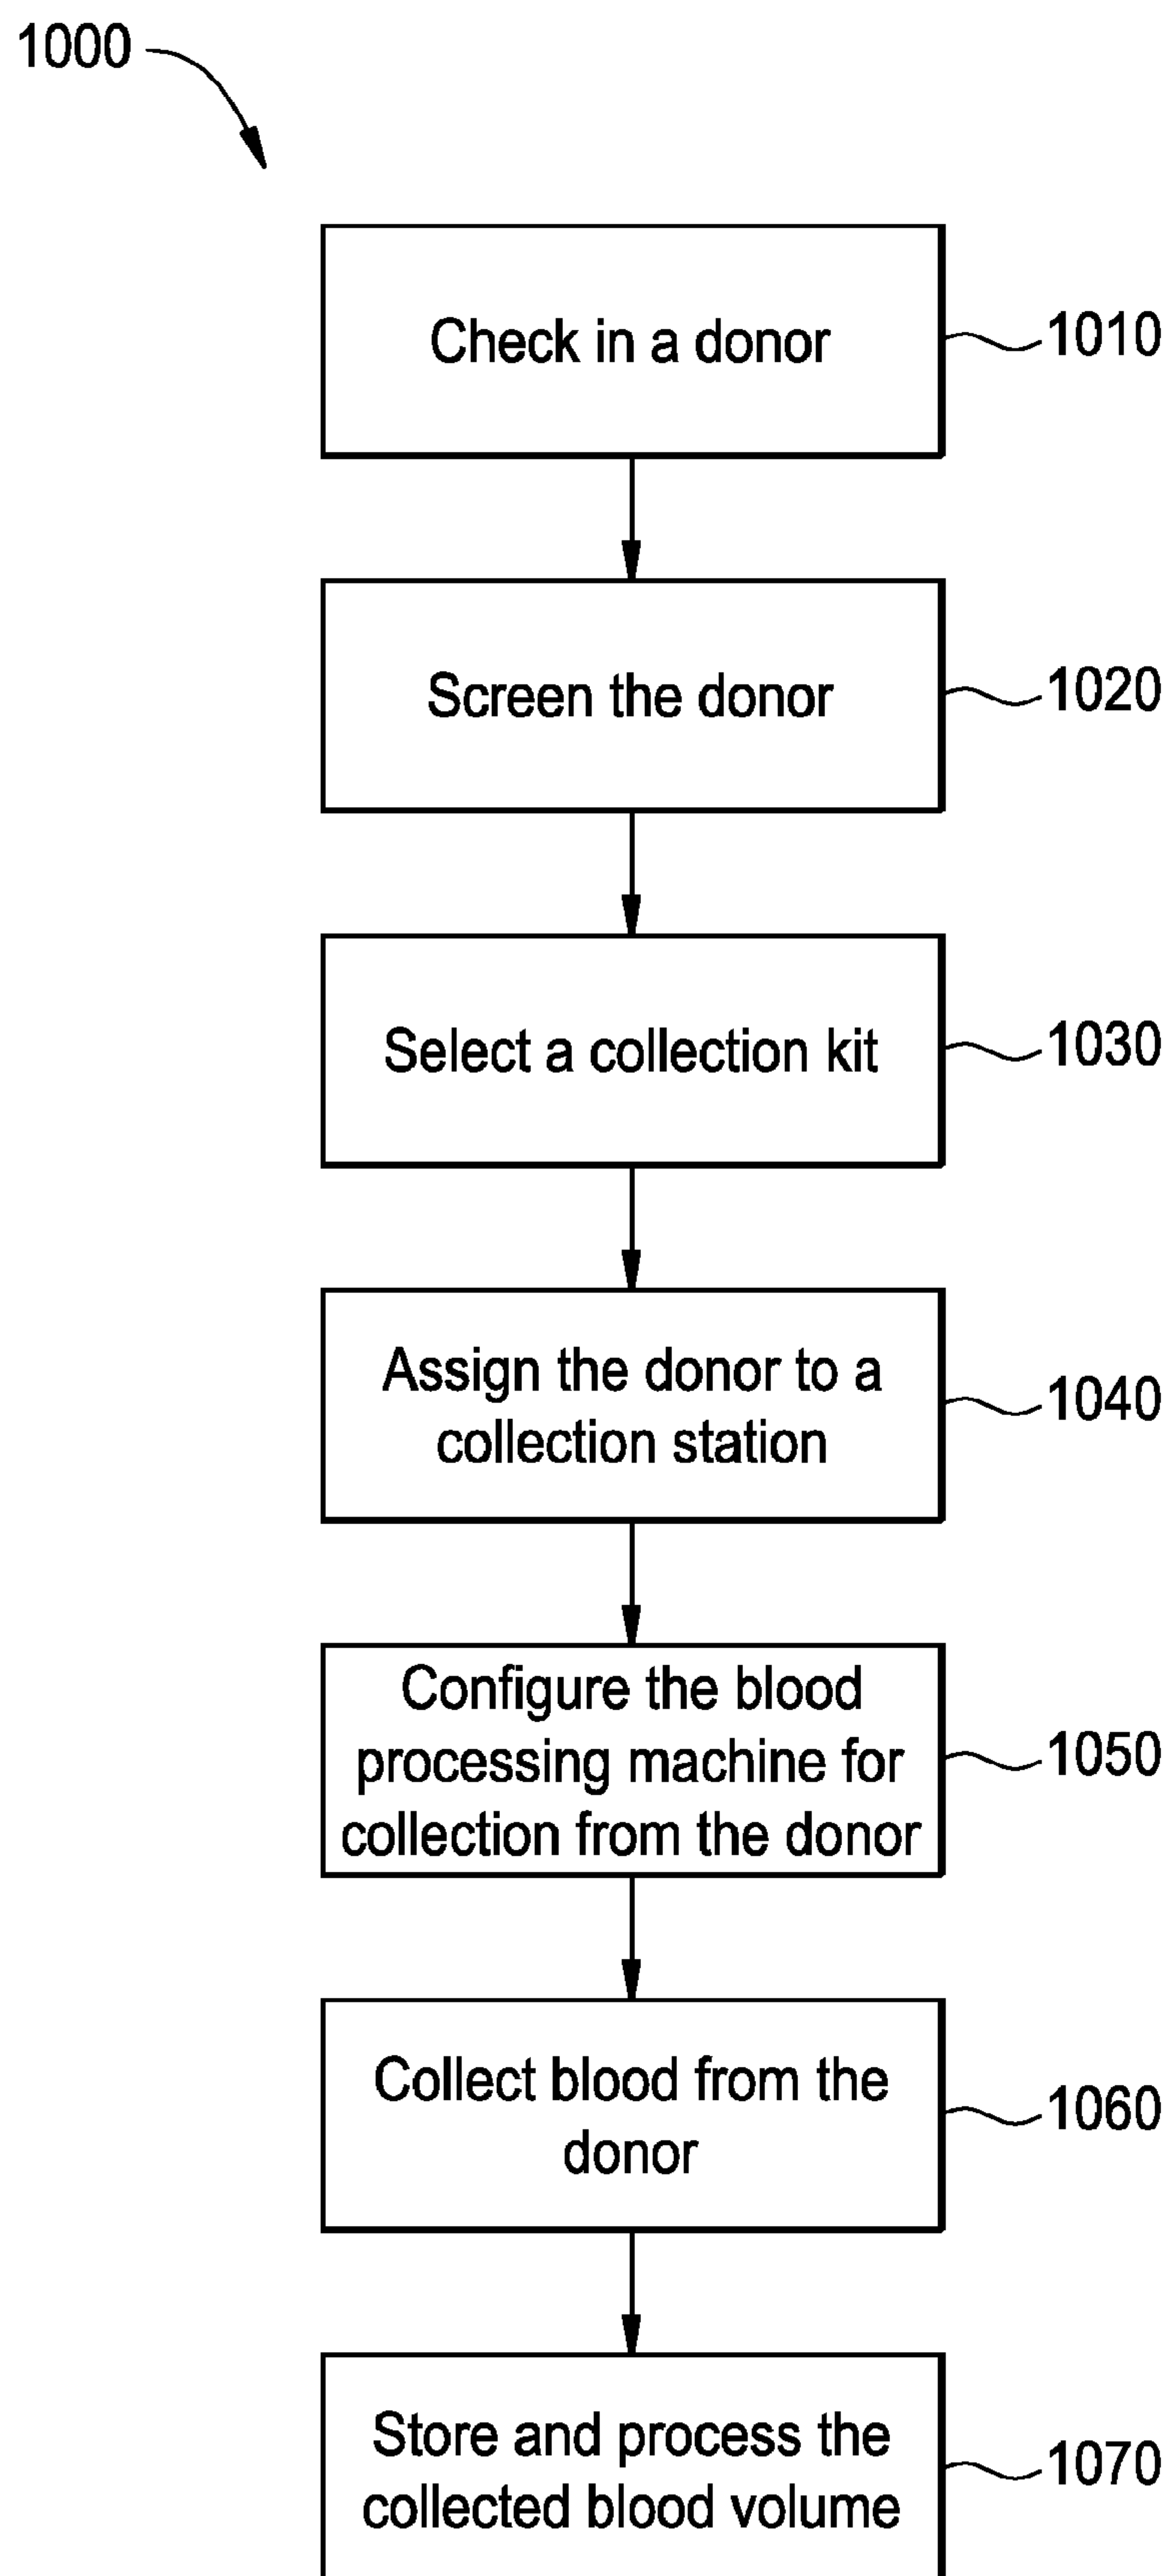 1000
Check in a donor
1010
Screen the donor
1020
Select a collection kit
1030
Assign the donor to a
collection station
1040
Configure the blood
processing machine for
collection from the donor
1050
Collect blood from the
donor
1060
Store and process the
collected blood volume
1070